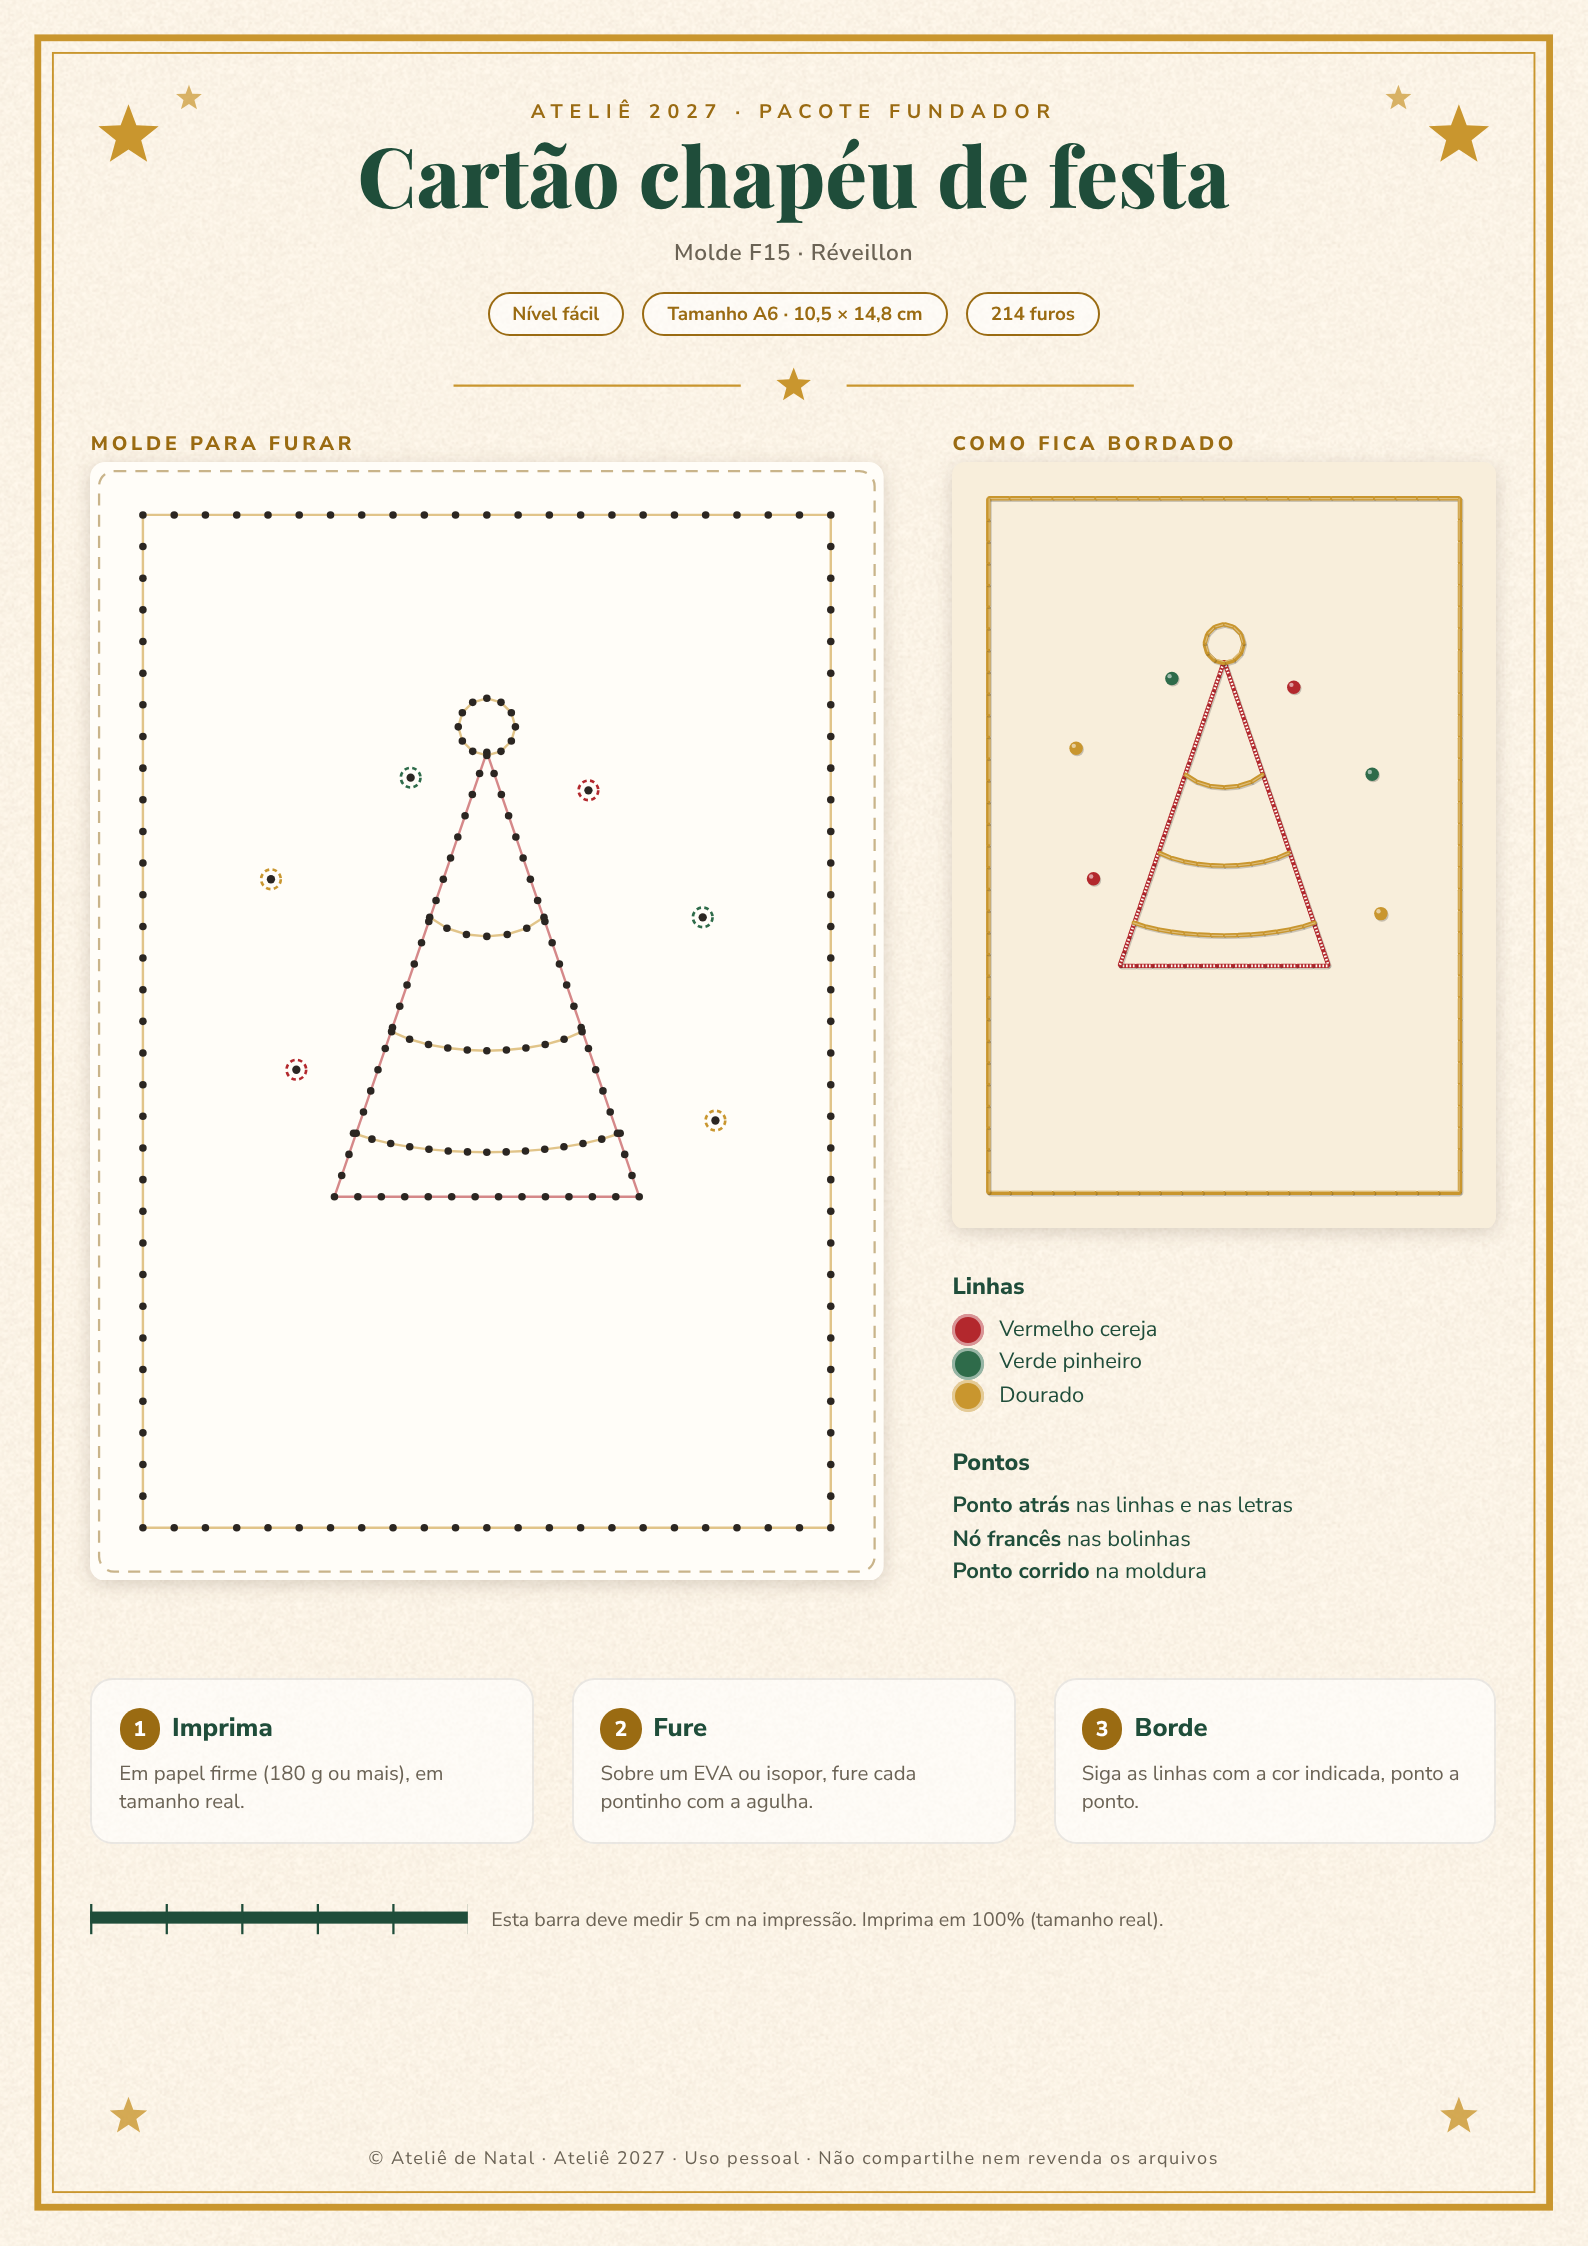 ATELIÊ 2027 · PACOTE FUNDADOR
Cartão chapéu de festa
Molde F15 · Réveillon
Nível fácil
Tamanho A6 · 10,5 × 14,8 cm
214 furos
MOLDE PARA FURAR
COMO FICA BORDADO
Linhas
Vermelho cereja
Verde pinheiro
Dourado
Pontos
Ponto atrás nas linhas e nas letras
Nó francês nas bolinhas
Ponto corrido na moldura
1 Imprima
Em papel firme (180 g ou mais), em
tamanho real.
2 Fure
Sobre um EVA ou isopor, fure cada
pontinho com a agulha.
3 Borde
Siga as linhas com a cor indicada, ponto a
ponto.
Esta barra deve medir 5 cm na impressão. Imprima em 100% (tamanho real).
© Ateliê de Natal · Ateliê 2027 · Uso pessoal · Não compartilhe nem revenda os arquivos